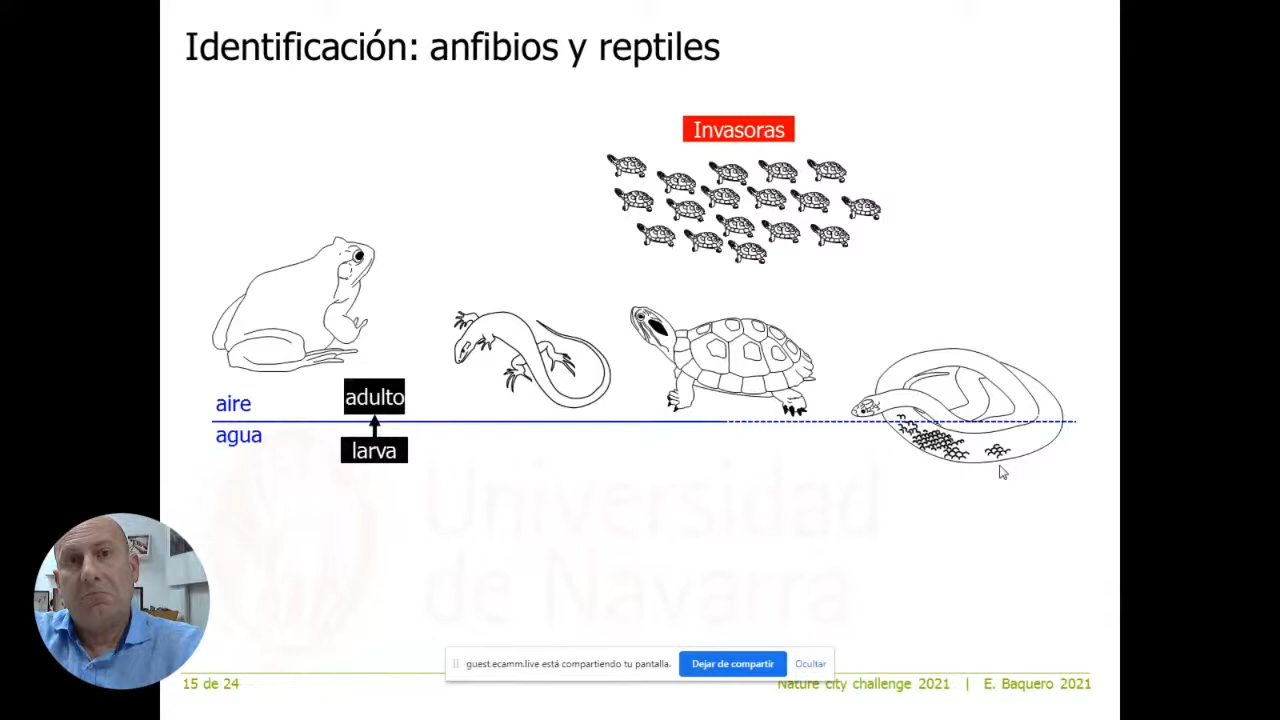 Identificación: anfibios y reptiles
Invasoras
aire
adulto
agua
larva
Universidad
de Navarra
guest.ecamm.live está compartiendo tu pantalla.
Dejar de compartir
Ocultar
15 de 24
Nature city challenge 2021 | E. Baquero 2021